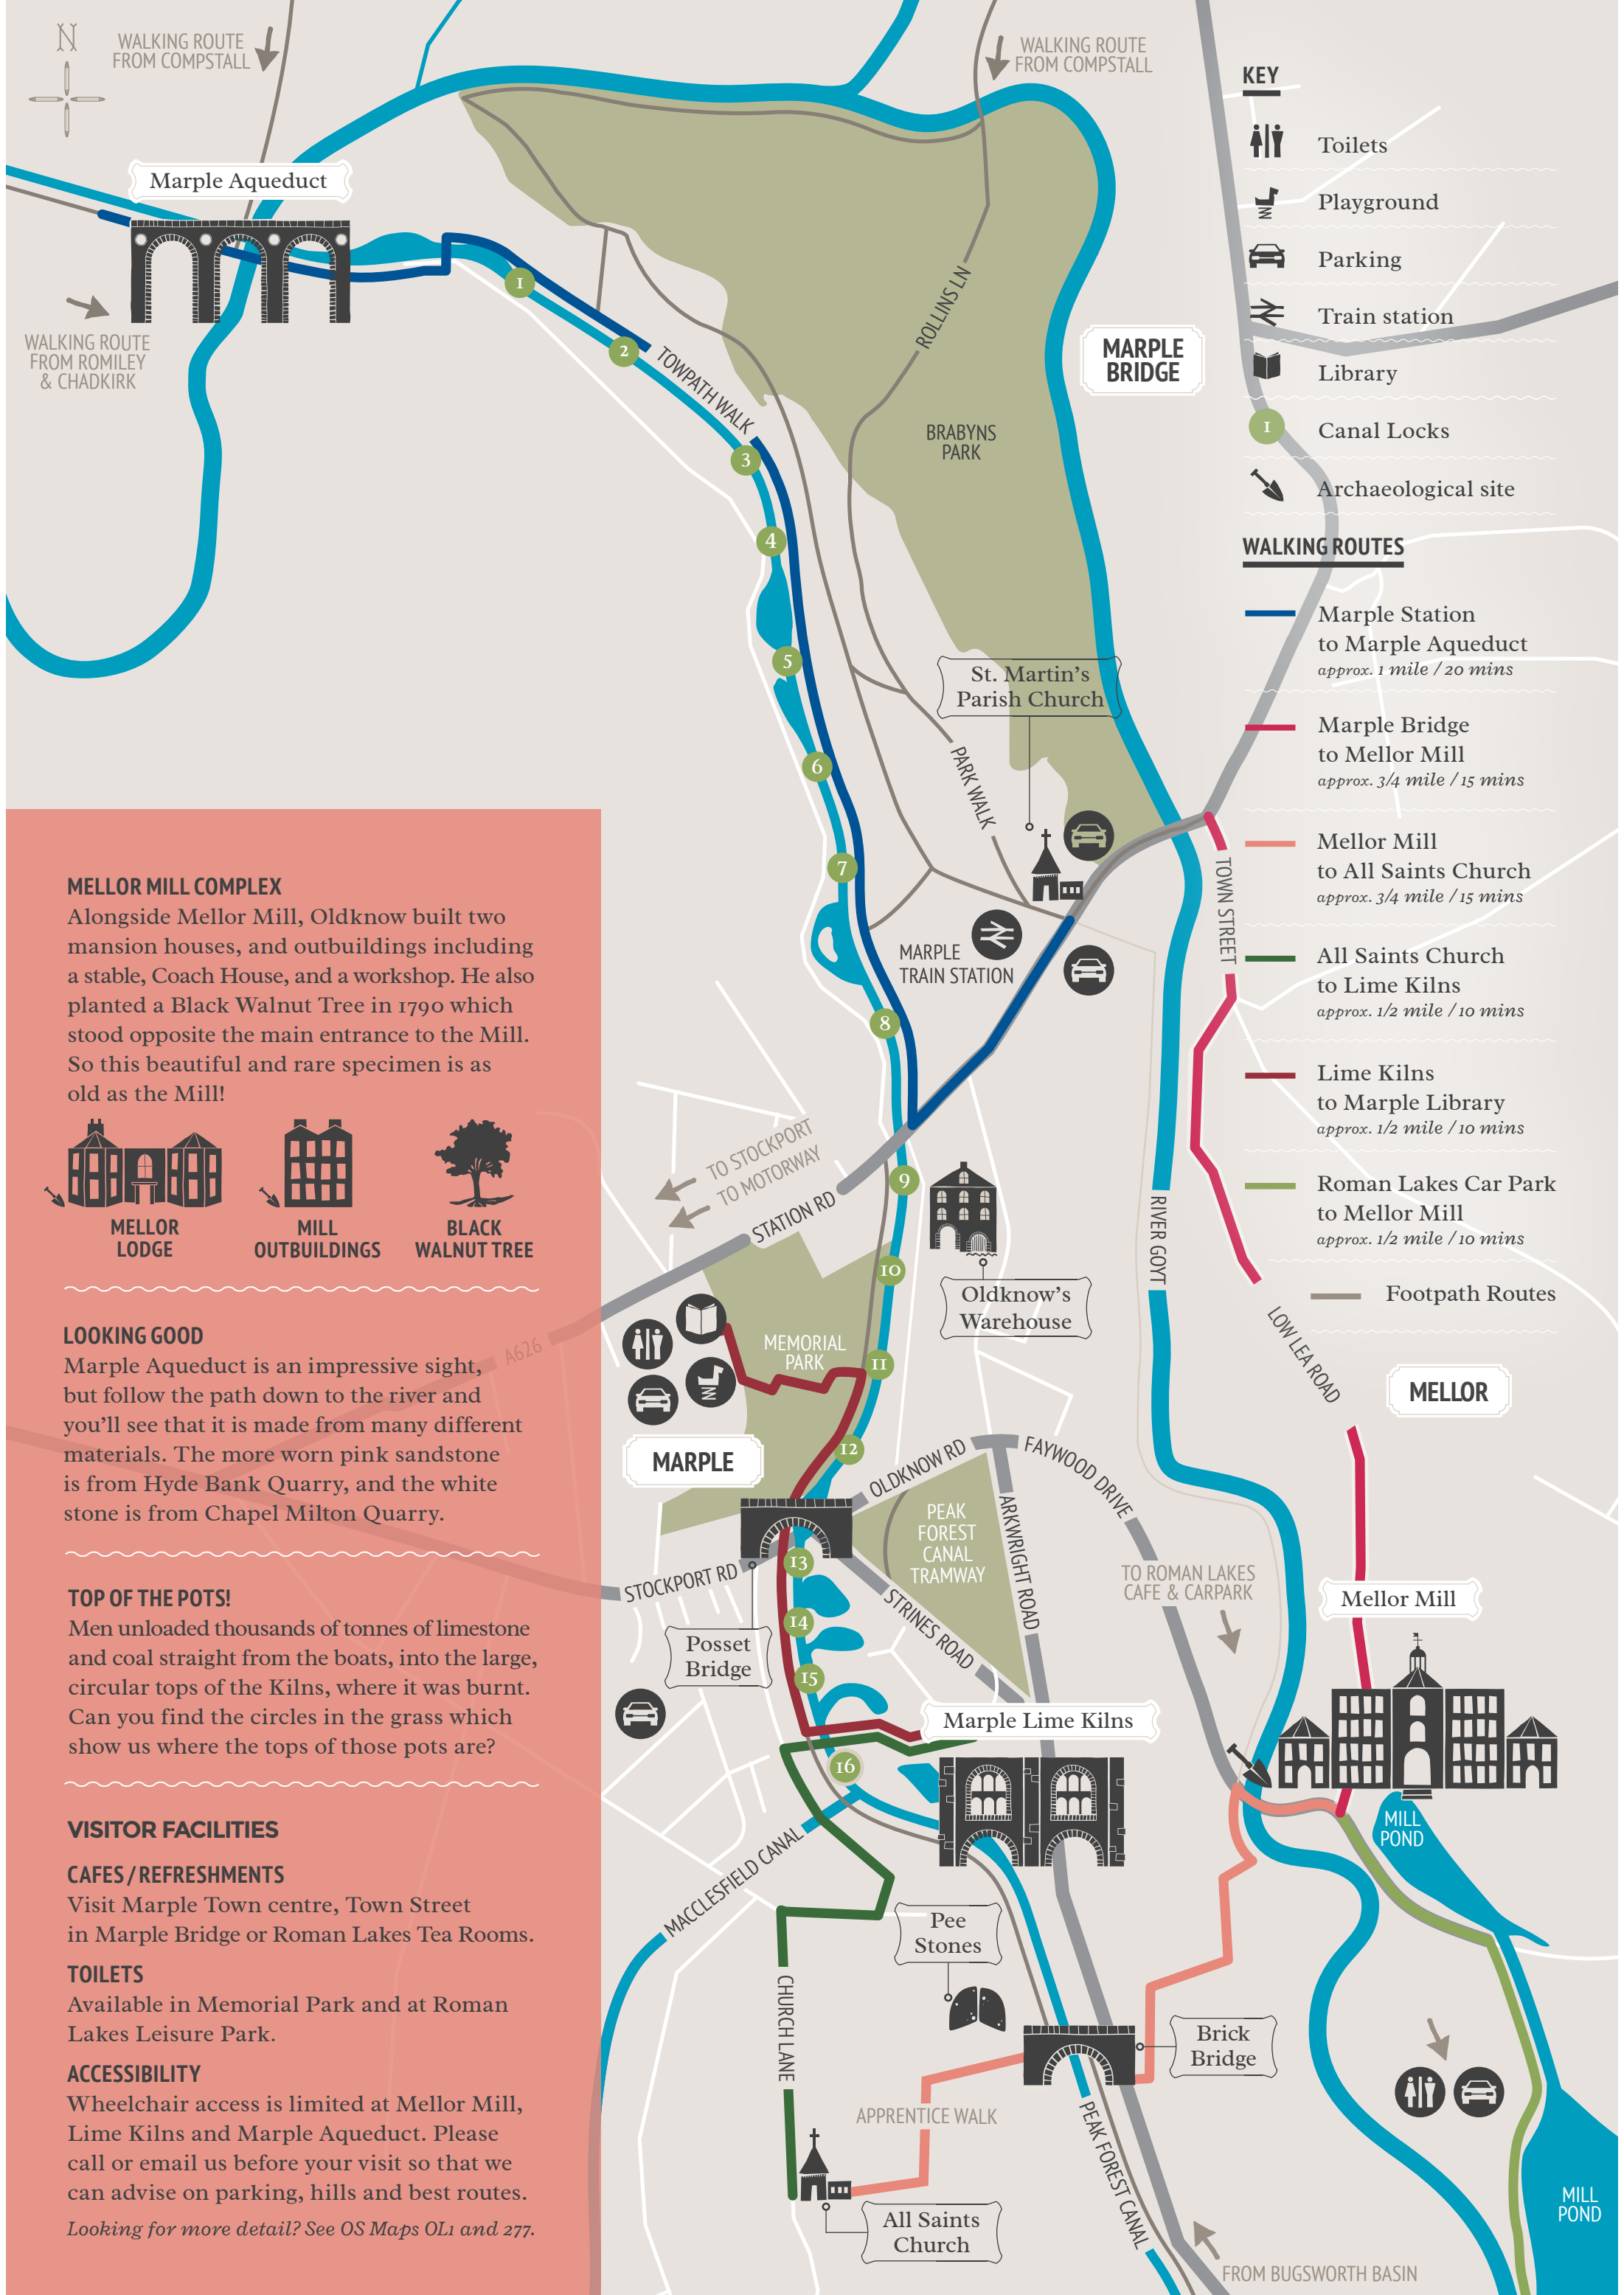 N
WALKING ROUTE
FROM COMPSTALL
WALKING ROUTE
FROM COMPSTALL
Marple Aqueduct
WALKING ROUTE
FROM ROMILEY
& CHADKIRK
1
2
TOWPATH WALK
3
4
5
6
7
8
9
10
11
12
13
14
15
16
ROLLINS LN
BRABYNS
PARK
MARPLE
BRIDGE
St. Martin's
Parish Church
PARK WALK
MARPLE
TRAIN STATION
TOWN STREET
RIVER GOYT
TO STOCKPORT
TO MOTORWAY
STATION RD
A626
Oldknow's
Warehouse
MEMORIAL
PARK
MARPLE
LOW LEA ROAD
MELLOR
OLDKNOW RD
FAYWOOD DRIVE
ARKWRIGHT ROAD
PEAK
FOREST
CANAL
TRAMWAY
STRINES ROAD
STOCKPORT RD
Posset
Bridge
TO ROMAN LAKES
CAFE & CARPARK
Mellor Mill
Marple Lime Kilns
MILL
POND
MACCLESFIELD CANAL
Pee
Stones
CHURCH LANE
Brick
Bridge
APPRENTICE WALK
PEAK FOREST CANAL
All Saints
Church
MILL
POND
FROM BUGSWORTH BASIN
KEY
Toilets
Playground
Parking
Train station
Library
1
Canal Locks
Archaeological site
WALKING ROUTES
Marple Station
to Marple Aqueduct
approx. 1 mile / 20 mins
Marple Bridge
to Mellor Mill
approx. 3/4 mile / 15 mins
Mellor Mill
to All Saints Church
approx. 3/4 mile / 15 mins
All Saints Church
to Lime Kilns
approx. 1/2 mile / 10 mins
Lime Kilns
to Marple Library
approx. 1/2 mile / 10 mins
Roman Lakes Car Park
to Mellor Mill
approx. 1/2 mile / 10 mins
Footpath Routes
MELLOR MILL COMPLEX
Alongside Mellor Mill, Oldknow built two
mansion houses, and outbuildings including
a stable, Coach House, and a workshop. He also
planted a Black Walnut Tree in 1790 which
stood opposite the main entrance to the Mill.
So this beautiful and rare specimen is as
old as the Mill!
MELLOR
LODGE
MILL
OUTBUILDINGS
BLACK
WALNUT TREE
LOOKING GOOD
Marple Aqueduct is an impressive sight,
but follow the path down to the river and
you'll see that it is made from many different
materials. The more worn pink sandstone
is from Hyde Bank Quarry, and the white
stone is from Chapel Milton Quarry.
TOP OF THE POTS!
Men unloaded thousands of tonnes of limestone
and coal straight from the boats, into the large,
circular tops of the Kilns, where it was burnt.
Can you find the circles in the grass which
show us where the tops of those pots are?
VISITOR FACILITIES
CAFES / REFRESHMENTS
Visit Marple Town centre, Town Street
in Marple Bridge or Roman Lakes Tea Rooms.
TOILETS
Available in Memorial Park and at Roman
Lakes Leisure Park.
ACCESSIBILITY
Wheelchair access is limited at Mellor Mill,
Lime Kilns and Marple Aqueduct. Please
call or email us before your visit so that we
can advise on parking, hills and best routes.
Looking for more detail? See OS Maps OL1 and 277.